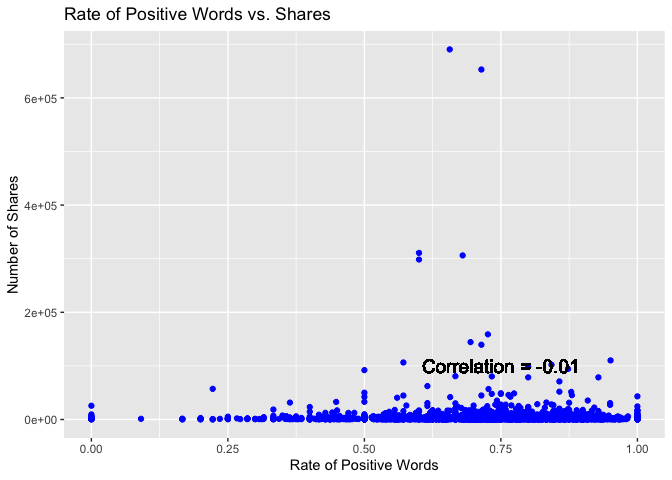 Rate of Positive Words vs. Shares
Number of Shares
6e+05
4e+05
2e+05
0e+00
Correlation = -0.01
0.00 0.25 0.50 0.75 1.00
Rate of Positive Words